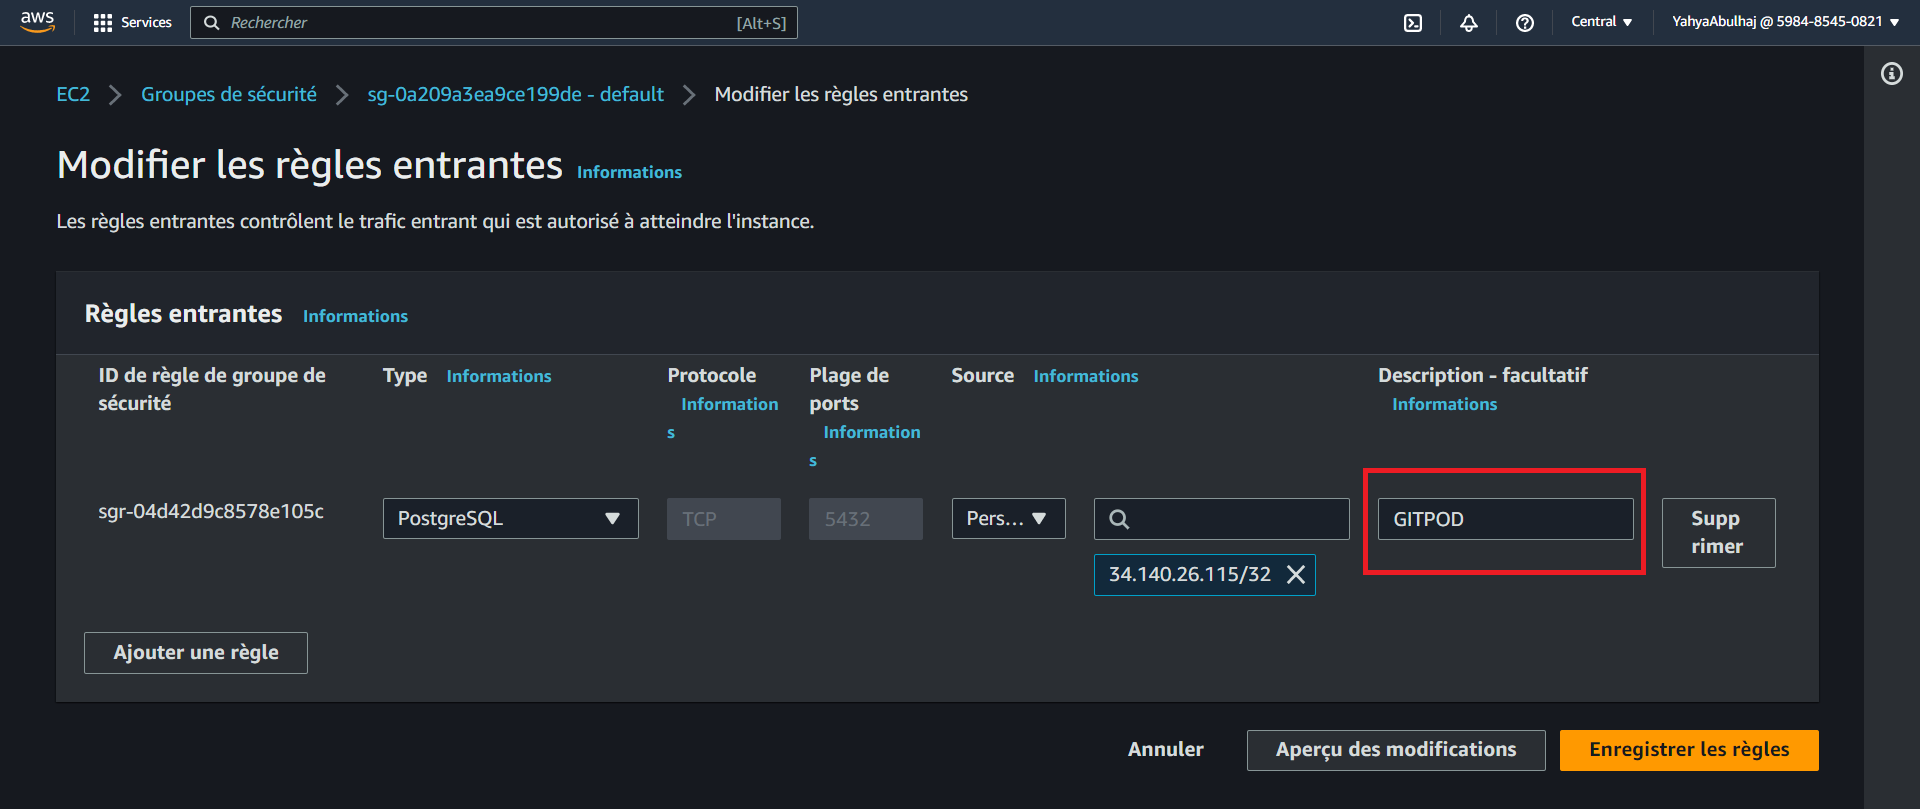 aws Services Rechercher [Alt+S] Central YahyaAbulhaj @ 5984-8545-0821
EC2 Groupes de sécurité sg-0a209a3ea9ce199de - default Modifier les règles entrantes
Modifier les règles entrantes Informations
Les règles entrantes contrôlent le trafic entrant qui est autorisé à atteindre l'instance.
Règles entrantes Informations
ID de règle de groupe de
sécurité
Type Informations
Protocole
Information
s
Plage de
ports
Information
s
Source Informations
Description - facultatif
Informations
sgr-04d42d9c8578e105c
PostgreSQL
TCP
5432
Pers...
34.140.26.115/32
GITPOD
Supp
rimer
Ajouter une règle
Annuler Aperçu des modifications Enregistrer les règles